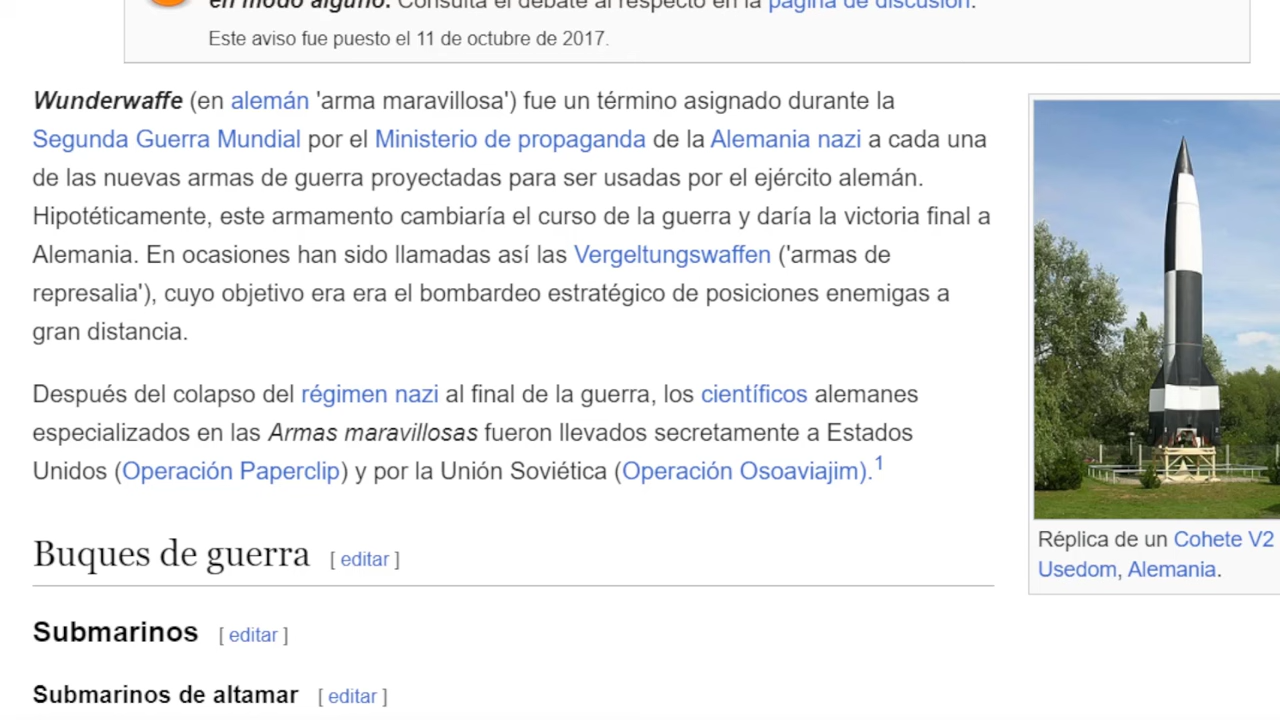 en modo alguno. Consulta el debate al respecto en la página de discusión.
Este aviso fue puesto el 11 de octubre de 2017.
Wunderwaffe (en alemán 'arma maravillosa') fue un término asignado durante la
Segunda Guerra Mundial por el Ministerio de propaganda de la Alemania nazi a cada una
de las nuevas armas de guerra proyectadas para ser usadas por el ejército alemán.
Hipotéticamente, este armamento cambiaría el curso de la guerra y daría la victoria final a
Alemania. En ocasiones han sido llamadas así las Vergeltungswaffen ('armas de
represalia'), cuyo objetivo era era el bombardeo estratégico de posiciones enemigas a
gran distancia.
Después del colapso del régimen nazi al final de la guerra, los científicos alemanes
especializados en las Armas maravillosas fueron llevados secretamente a Estados
Unidos (Operación Paperclip) y por la Unión Soviética (Operación Osoaviajim).1
Réplica de un Cohete V2
Usedom, Alemania.
Buques de guerra [ editar ]
Submarinos [ editar ]
Submarinos de altamar [ editar ]